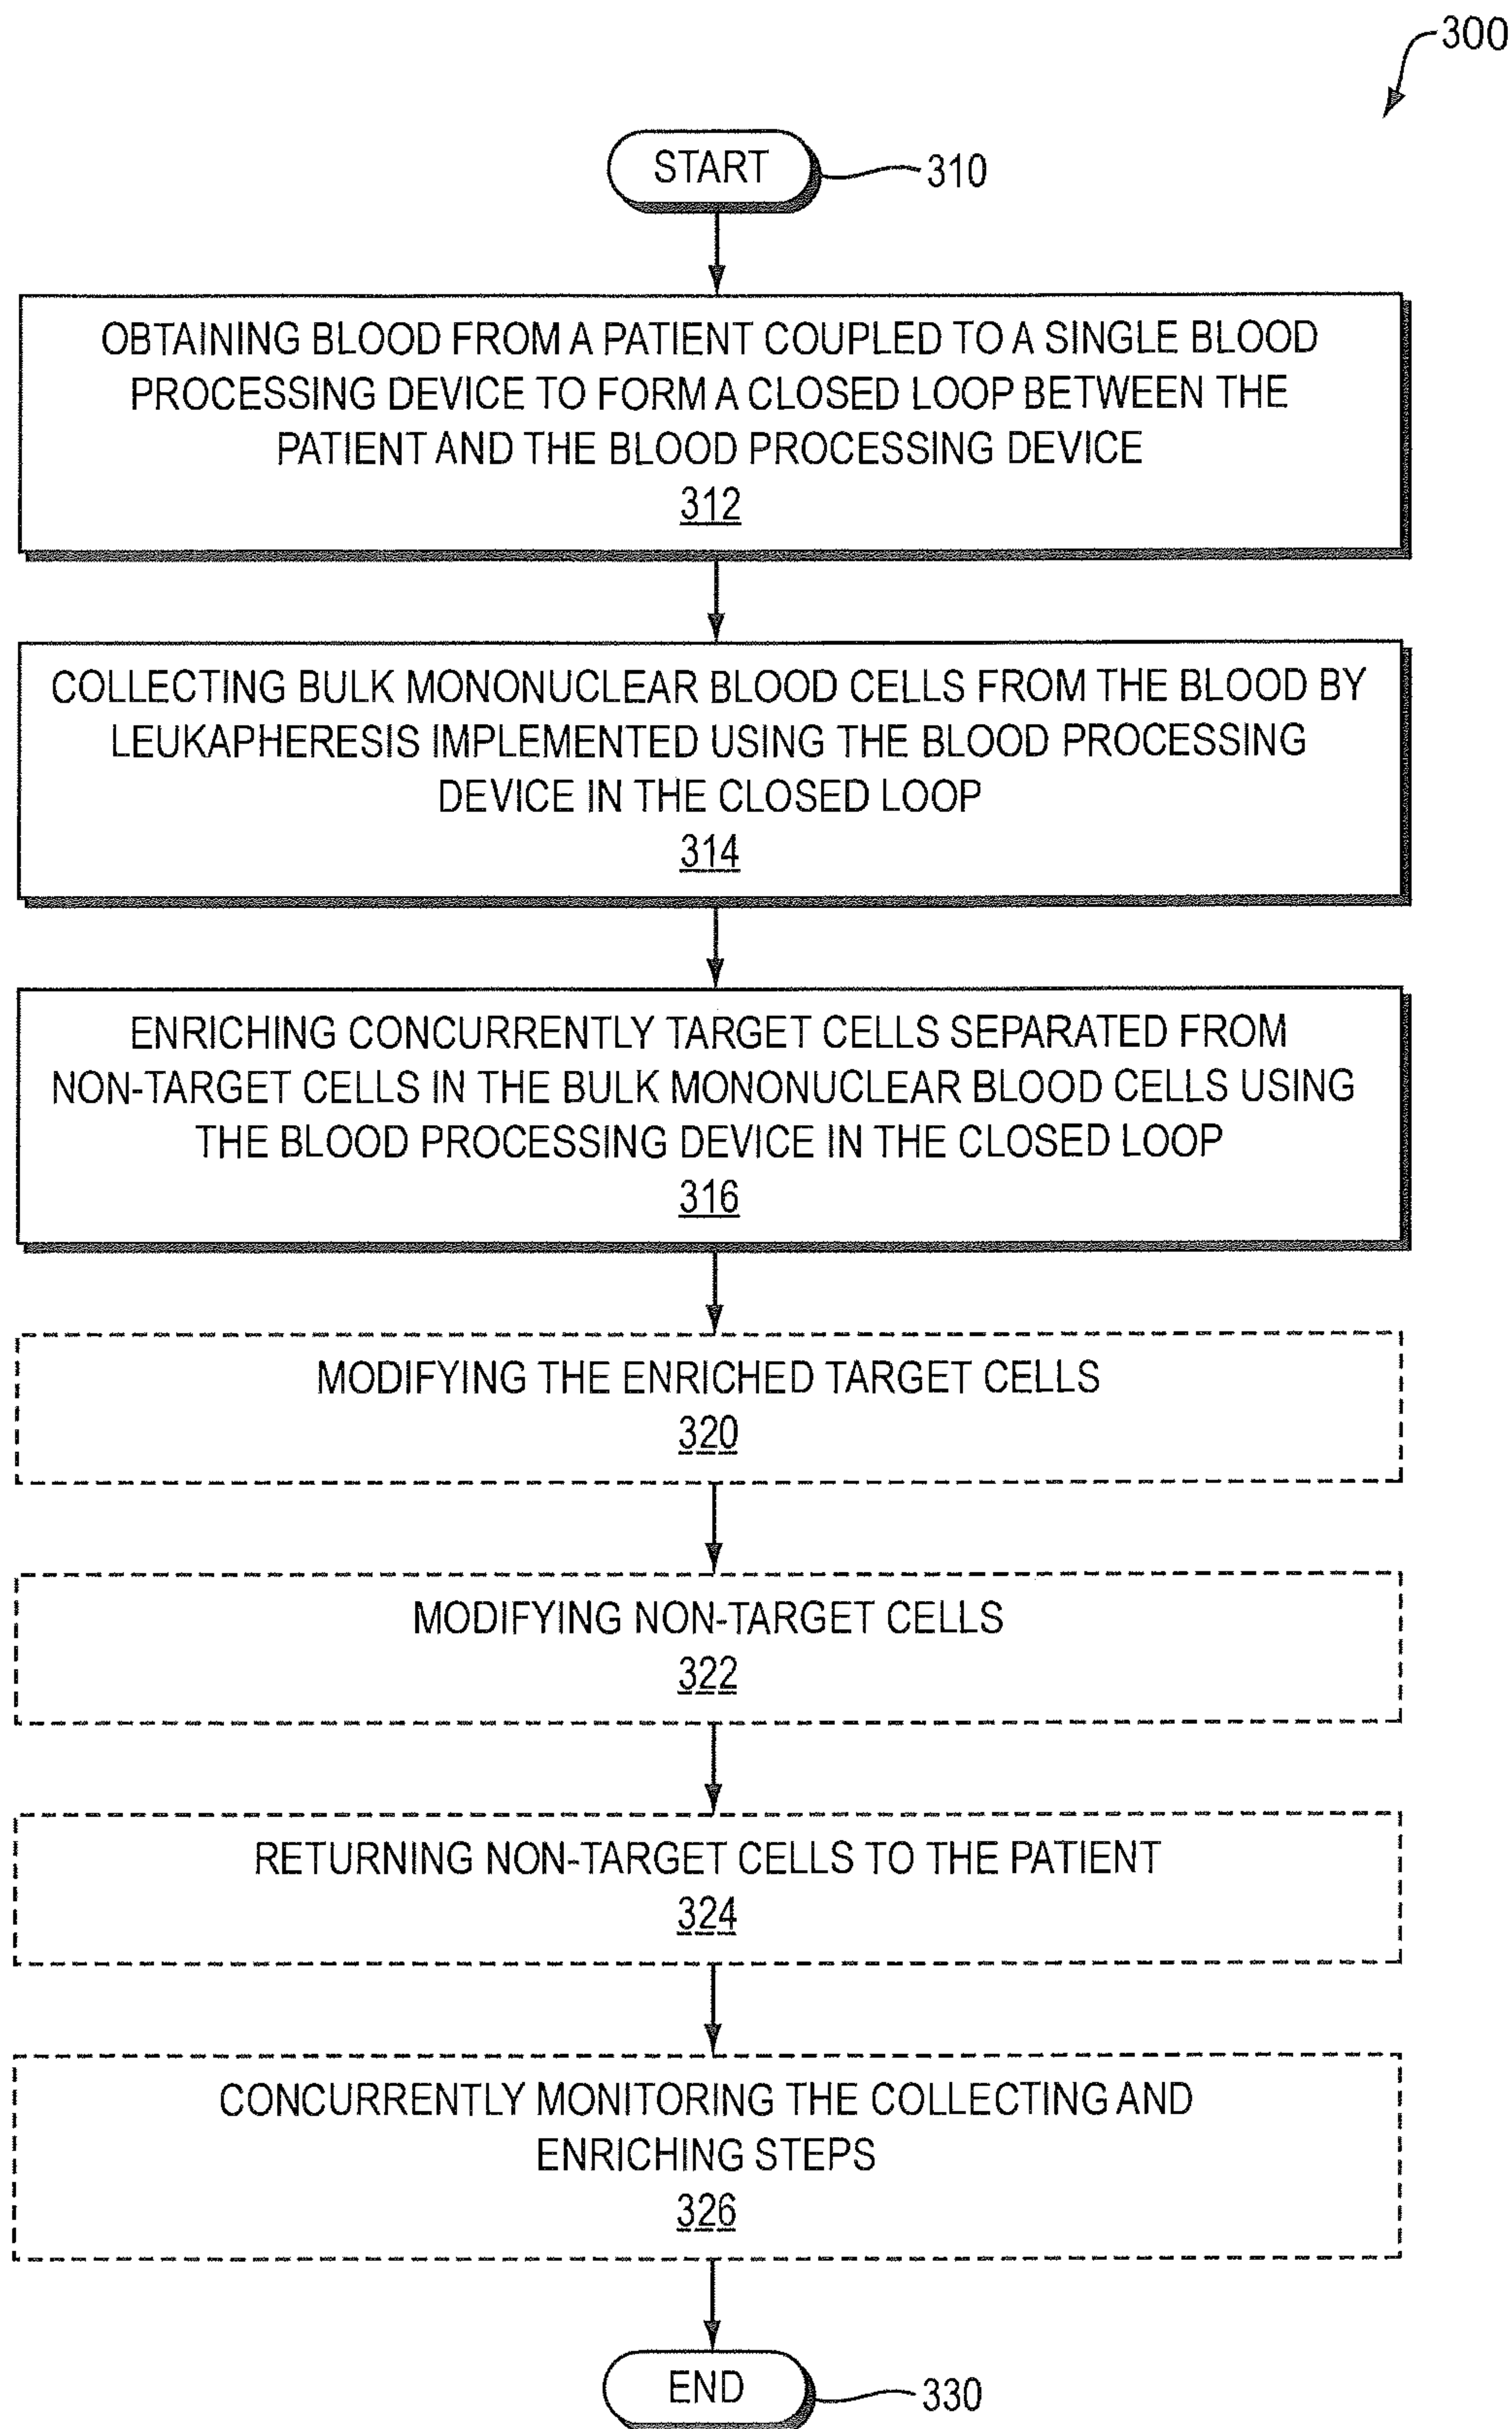 300
START
310
OBTAINING BLOOD FROM A PATIENT COUPLED TO A SINGLE BLOOD
PROCESSING DEVICE TO FORM A CLOSED LOOP BETWEEN THE
PATIENT AND THE BLOOD PROCESSING DEVICE
312
COLLECTING BULK MONONUCLEAR BLOOD CELLS FROM THE BLOOD BY
LEUKAPHERESIS IMPLEMENTED USING THE BLOOD PROCESSING
DEVICE IN THE CLOSED LOOP
314
ENRICHING CONCURRENTLY TARGET CELLS SEPARATED FROM
NON-TARGET CELLS IN THE BULK MONONUCLEAR BLOOD CELLS USING
THE BLOOD PROCESSING DEVICE IN THE CLOSED LOOP
316
MODIFYING THE ENRICHED TARGET CELLS
320
MODIFYING NON-TARGET CELLS
322
RETURNING NON-TARGET CELLS TO THE PATIENT
324
CONCURRENTLY MONITORING THE COLLECTING AND
ENRICHING STEPS
326
END
330